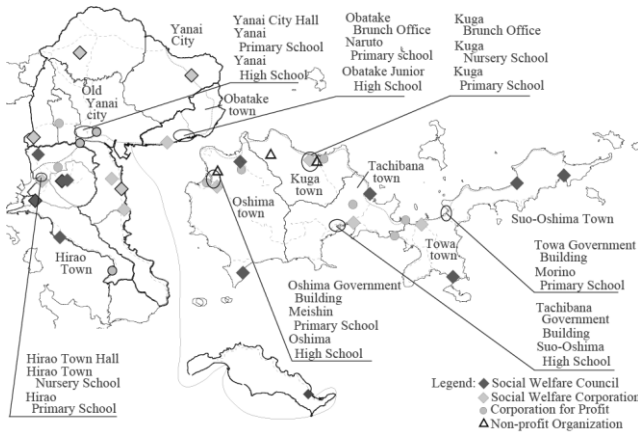 Yanai
City
Yanai City Hall
Yanai
Primary School
Yanai
High School
Obatake
Brunch Office
Naruto
Primary school
Obatake Junior
High School
Kuga
Brunch Office
Kuga
Nursery School
Kuga
Primary School
Old
Yanai
city
Obatake
town
Oshima
town
Kuga
town
Tachibana
town
Suo-Oshima Town
Towa
town
Hirao
Town
Towa Government
Building
Morino
Primary School
Oshima Government
Building
Meishin
Primary School
Oshima
High School
Tachibana
Government
Building
Suo-Oshima
High School
Hirao Town Hall
Hirao Town
Nursery School
Hirao
Primary School
Legend: ◆ Social Welfare Council
◆ Social Welfare Corporation
● Corporation for Profit
△ Non-profit Organization